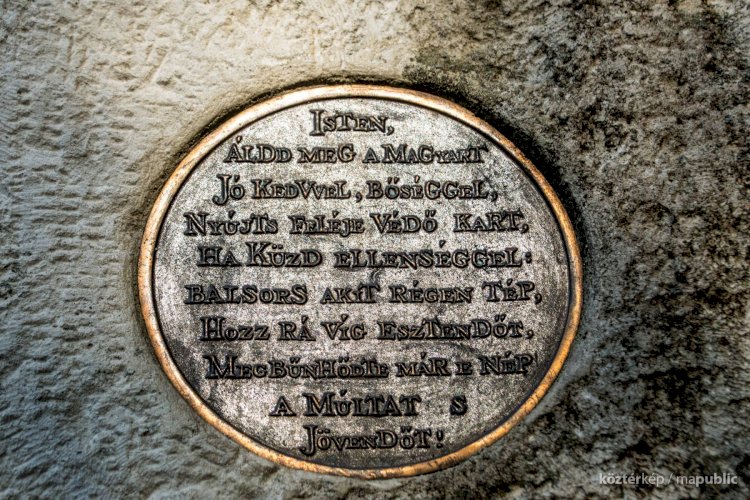 ISTEN,
ÁLDD MEG A MAGYART
JÓ KEDVVEL, BŐSÉGGEL,
NYÚJTS FELÉJE VÉDŐ KART,
HA KÜZD ELLENSÉGGEL:
BALSORS AKIT RÉGEN TÉP,
HOZZ RÁ VÍG ESZTENDŐT,
MEGBŰNHŐDTE MÁR E NÉP
A MÚLTAT S
JÖVENDŐT!
köztérkép / mapublic